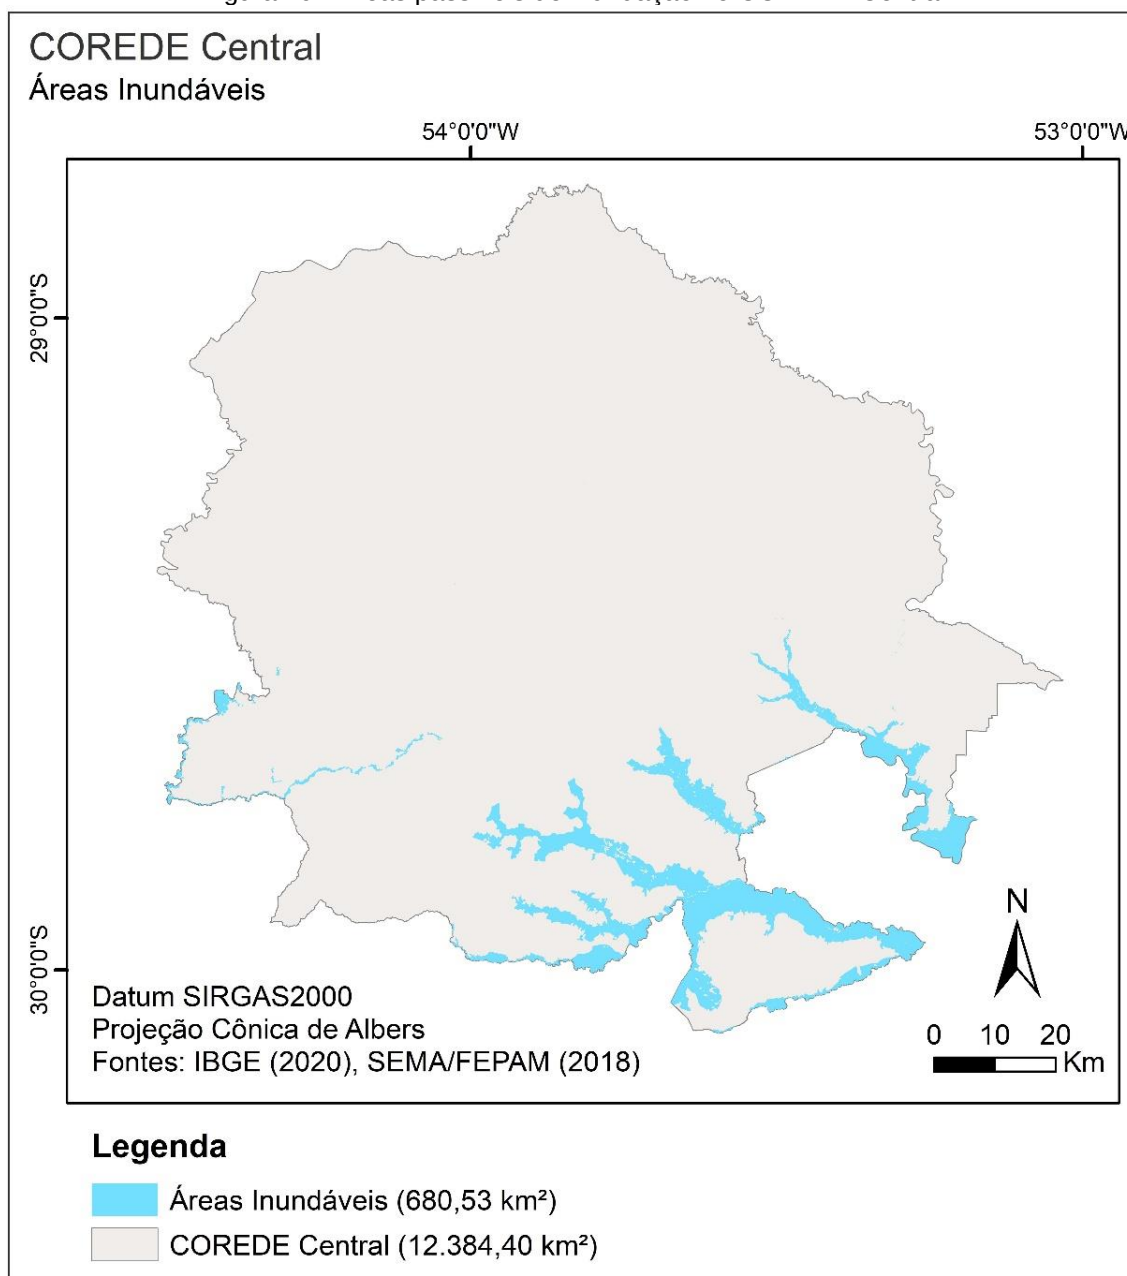 COREDE Central
Áreas Inundáveis
54°0'0"W
53°0'0"W
29°0'0"S
30°0'0"S
N
Datum SIRGAS2000
Projeção Cônica de Albers
Fontes: IBGE (2020), SEMA/FEPAM (2018)
0 10 20
Km
Legenda
Áreas Inundáveis (680,53 km²)
COREDE Central (12.384,40 km²)